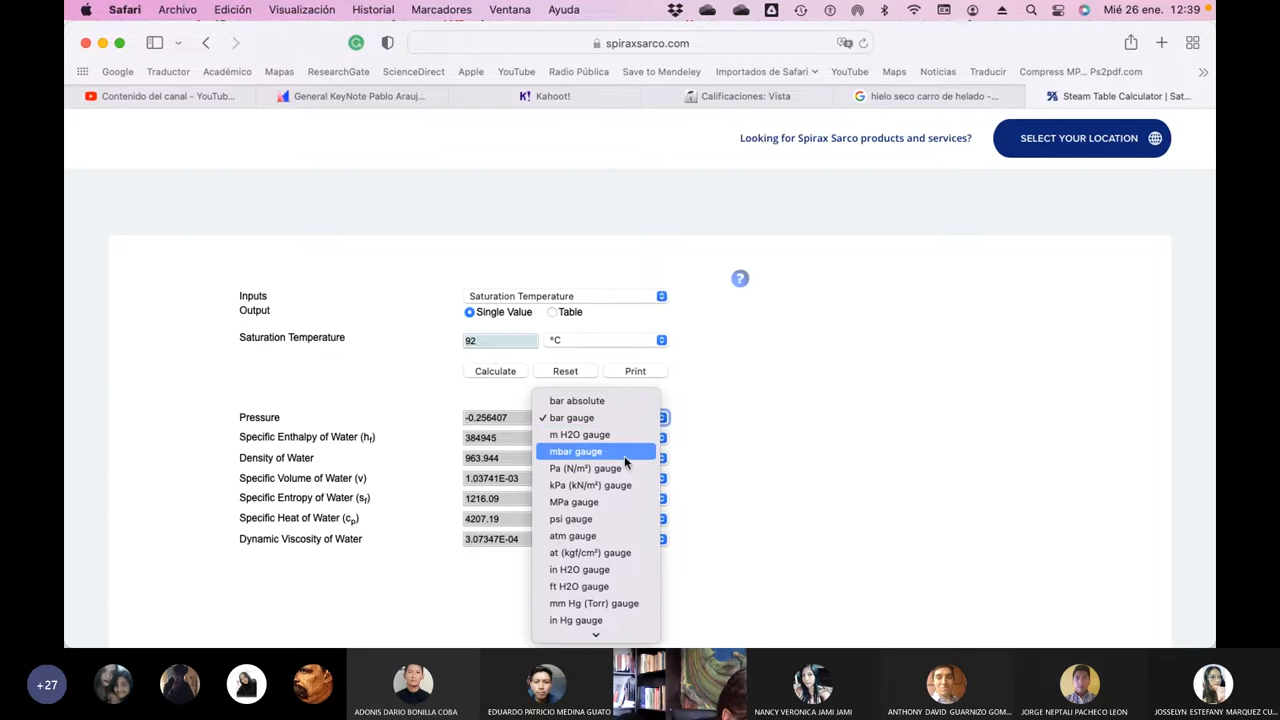 Safari Archivo Edición Visualización Historial Marcadores Ventana Ayuda Mié 26 ene. 12:39
spiraxsarco.com
Google Traductor Académico Mapas ResearchGate ScienceDirect Apple YouTube Radio Pública Save to Mendeley Importados de Safari YouTube Maps Noticias Traducir Compress MP... Ps2pdf.com
Contenido del canal - YouTub... General KeyNote Pablo Arauj... Kahoot! Calificaciones: Vista hielo seco carro de helado -... Steam Table Calculator | Sat...
Looking for Spirax Sarco products and services? SELECT YOUR LOCATION
?
Inputs Saturation Temperature
Output Single Value Table
Saturation Temperature 92 °C
Calculate Reset Print
Pressure -0.256407
Specific Enthalpy of Water (hf) 384945
Density of Water 963.944
Specific Volume of Water (v) 1.03741E-03
Specific Entropy of Water (sf) 1216.09
Specific Heat of Water (cp) 4207.19
Dynamic Viscosity of Water 3.07347E-04
bar absolute
✓ bar gauge
m H2O gauge
mbar gauge
Pa (N/m²) gauge
kPa (kN/m²) gauge
MPa gauge
psi gauge
atm gauge
at (kgf/cm²) gauge
in H2O gauge
ft H2O gauge
mm Hg (Torr) gauge
in Hg gauge
+27
ADONIS DARIO BONILLA COBA EDUARDO PATRICIO MEDINA GUATO NANCY VERONICA JAMI JAMI ANTHONY DAVID GUARNIZO GOM... JORGE NEPTALI PACHECO LEON JOSSELYN ESTEFANY MARQUEZ CU...